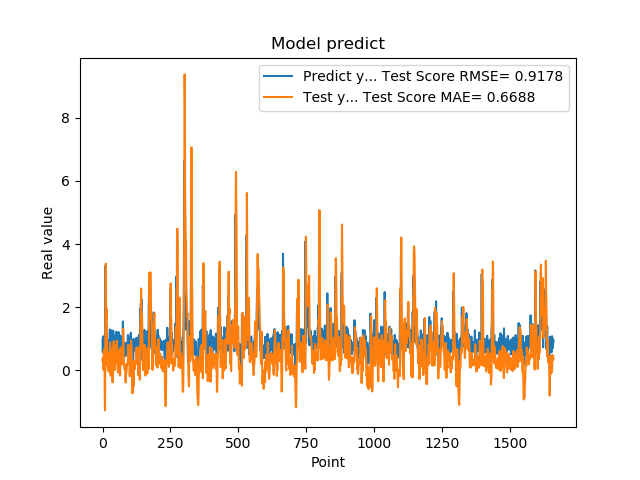 Model predict
Predict y... Test Score RMSE= 0.9178
Test y... Test Score MAE= 0.6688
Real value
8
6
4
2
0
0 250 500 750 1000 1250 1500
Point